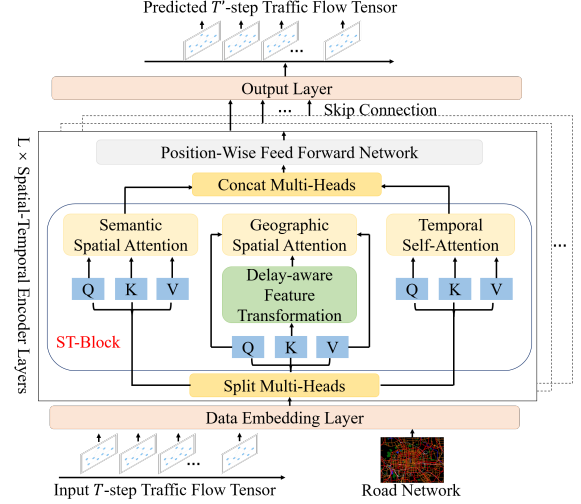 Predicted T'-step Traffic Flow Tensor
...
Output Layer
...
Skip Connection
L × Spatial-Temporal Encoder Layers
Position-Wise Feed Forward Network
Concat Multi-Heads
Semantic
Spatial Attention
Geographic
Spatial Attention
Temporal
Self-Attention
...
Q K V
Delay-aware
Feature
Transformation
Q K V
ST-Block
Q K V
Split Multi-Heads
Data Embedding Layer
...
Input T-step Traffic Flow Tensor
Road Network